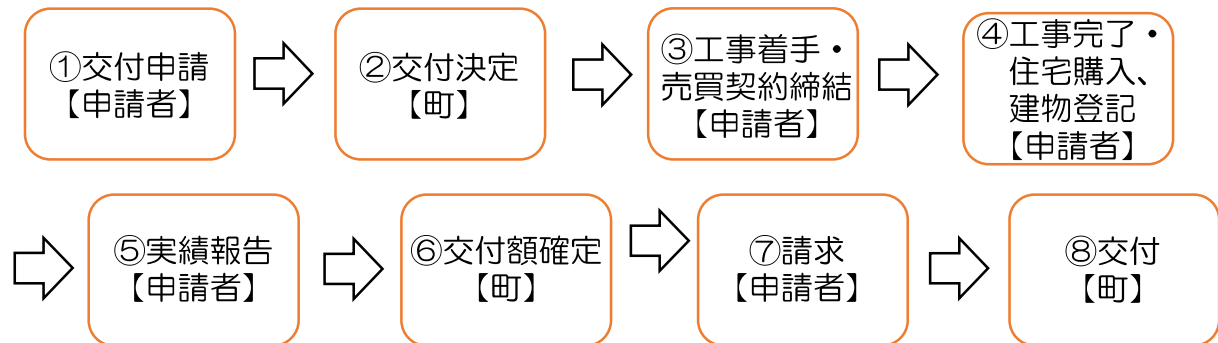 ①交付申請
【申請者】
②交付決定
【町】
③工事着手・
売買契約締結
【申請者】
④工事完了・
住宅購入、
建物登記
【申請者】
⑤実績報告
【申請者】
⑥交付額確定
【町】
⑦請求
【申請者】
⑧交付
【町】